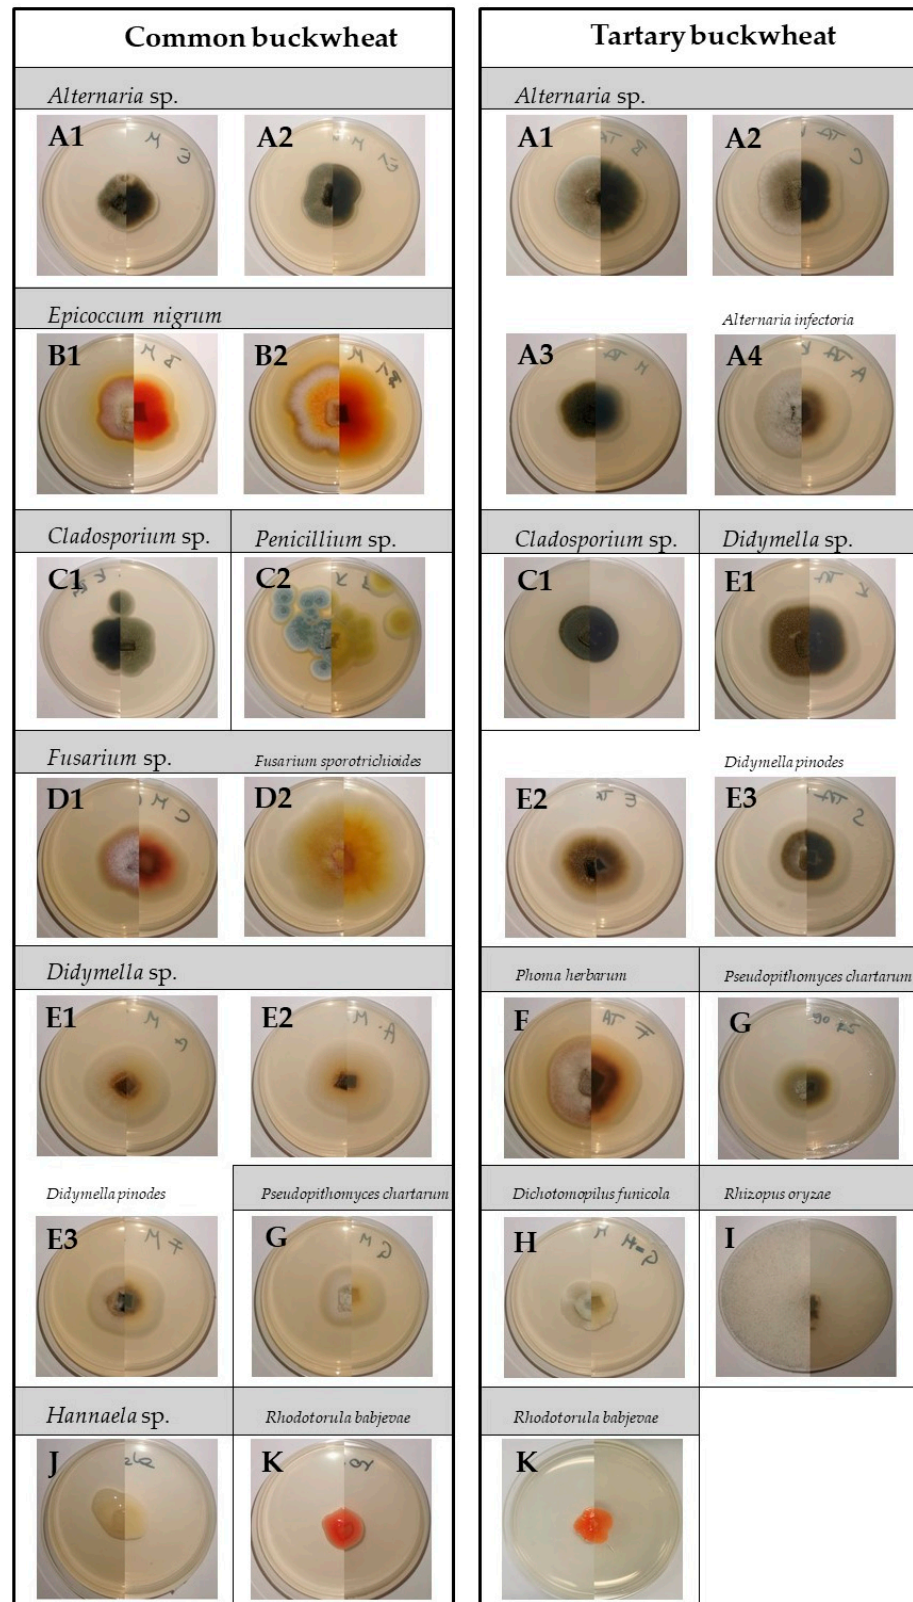 Common buckwheat
Alternaria sp.
A1
A2
Epicoccum nigrum
B1
B2
Cladosporium sp.
Penicillium sp.
C1
C2
Fusarium sp.
Fusarium sporotrichioides
D1
D2
Didymella sp.
E1
E2
Didymella pinodes
Pseudopithomyces chartarum
E3
G
Hannaela sp.
Rhodotorula babjevae
J
K
Tartary buckwheat
Alternaria sp.
A1
A2
Alternaria infectoria
A3
A4
Cladosporium sp.
Didymella sp.
C1
E1
Didymella pinodes
E2
E3
Phoma herbarum
Pseudopithomyces chartarum
F
G
Dichotomopilus funicola
Rhizopus oryzae
H
I
Rhodotorula babjevae
K